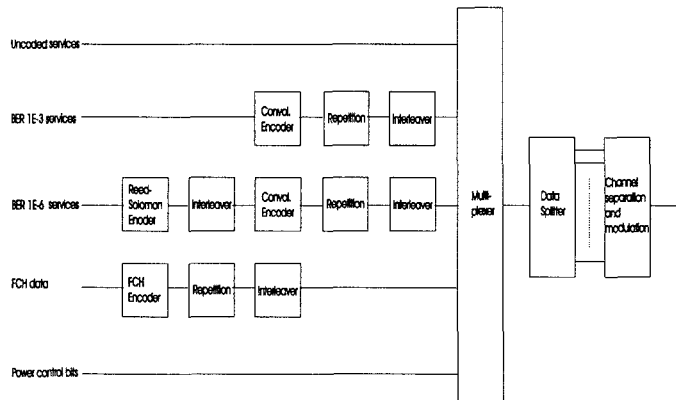 Uncoded services
BER 1E-3 services
Convol.
Encoder
Repetition
Interleaver
BER 1E-6 services
Reed-
Solomon
Enoder
Interleaver
Convol.
Encoder
Repetition
Interleaver
Multi-
plexer
Data
Splitter
Channel
separation
and
modulation
FCH data
FCH
Encoder
Repetition
Interleaver
Power control bits